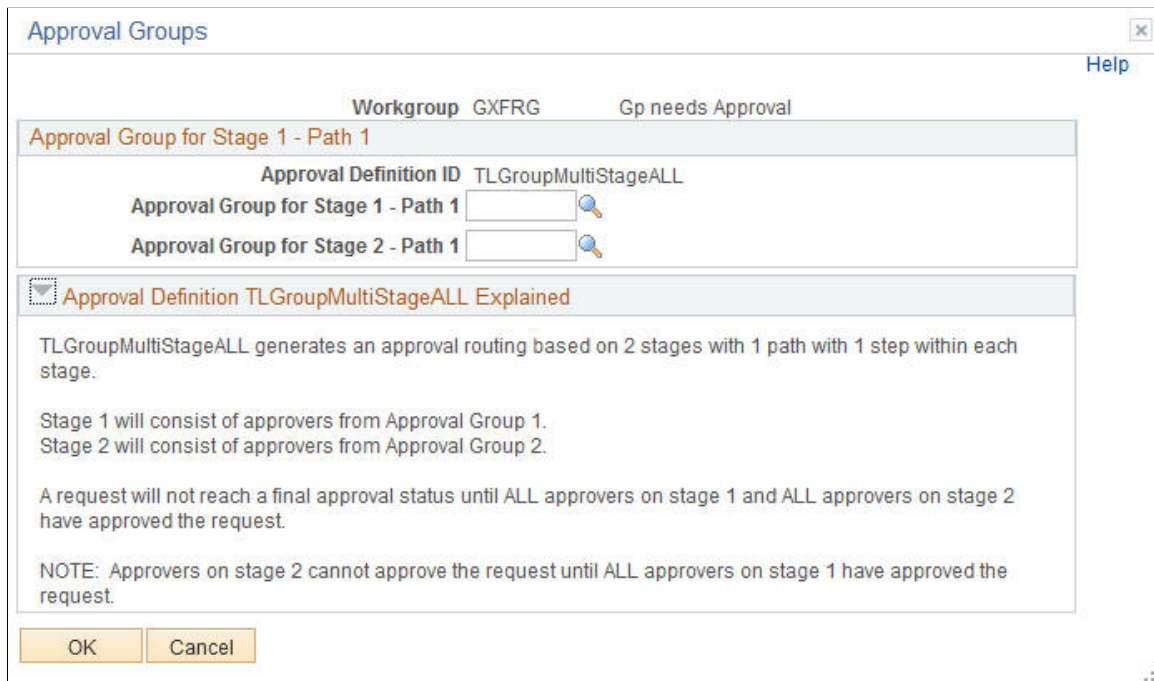 Approval Groups
Help
Workgroup GXFRG Gp needs Approval
Approval Group for Stage 1 - Path 1
Approval Definition ID TLGroupMultiStageALL
Approval Group for Stage 1 - Path 1
Approval Group for Stage 2 - Path 1
Approval Definition TLGroupMultiStageALL Explained
TLGroupMultiStageALL generates an approval routing based on 2 stages with 1 path with 1 step within each
stage.
Stage 1 will consist of approvers from Approval Group 1.
Stage 2 will consist of approvers from Approval Group 2.
A request will not reach a final approval status until ALL approvers on stage 1 and ALL approvers on stage 2
have approved the request.
NOTE: Approvers on stage 2 cannot approve the request until ALL approvers on stage 1 have approved the
request.
OK Cancel